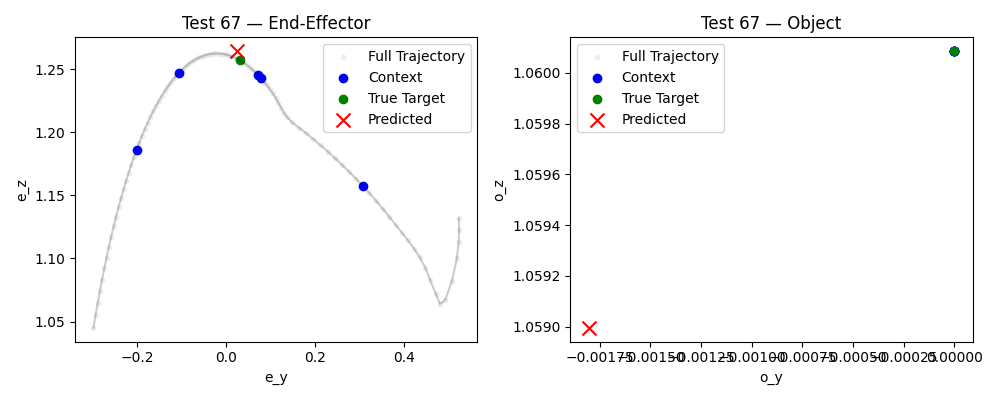 Test 67 — End-Effector
1.25
1.20
1.15
1.10
1.05
e_z
−0.2
0.0
0.2
0.4
e_y
Full Trajectory
Context
True Target
Predicted
Test 67 — Object
1.0600
1.0598
1.0596
1.0594
1.0592
1.0590
o_z
−0.00175
−0.00150
−0.00125
−0.00100
−0.00075
−0.00050
−0.00025
0.00000
o_y
Full Trajectory
Context
True Target
Predicted